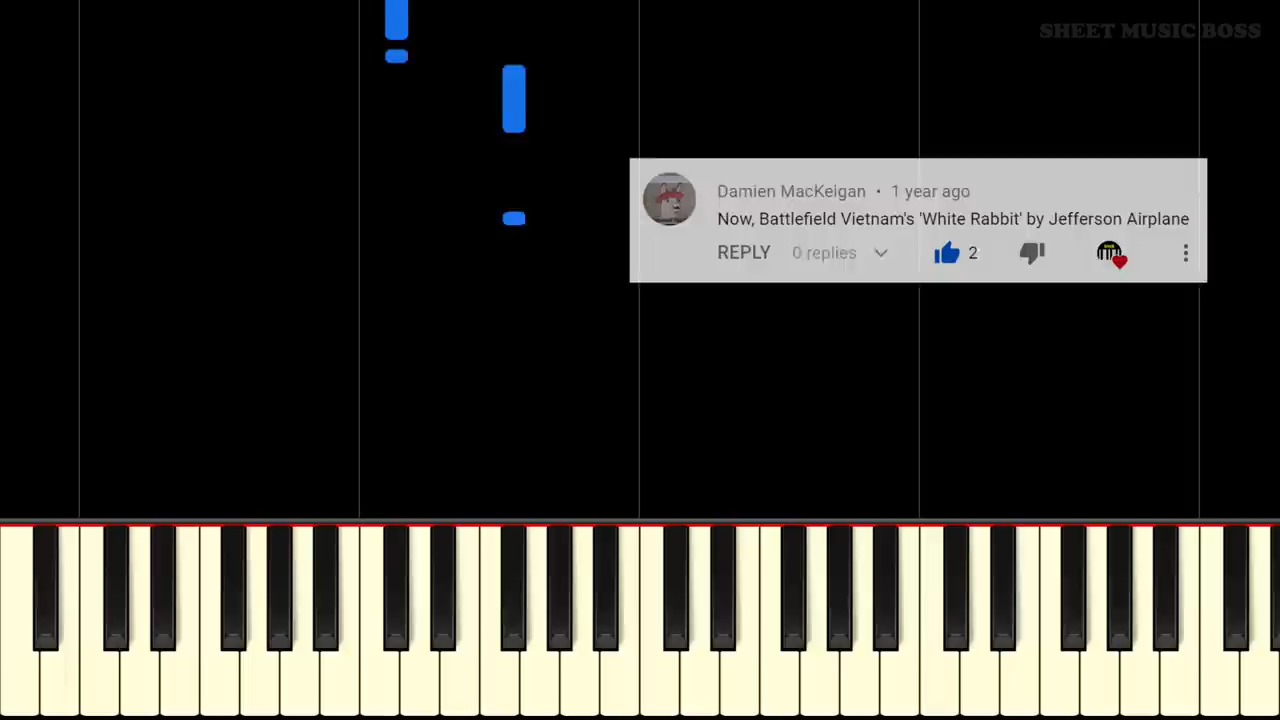 SHEET MUSIC BOSS
Damien MacKeigan • 1 year ago
Now, Battlefield Vietnam's 'White Rabbit' by Jefferson Airplane
REPLY 0 replies 2